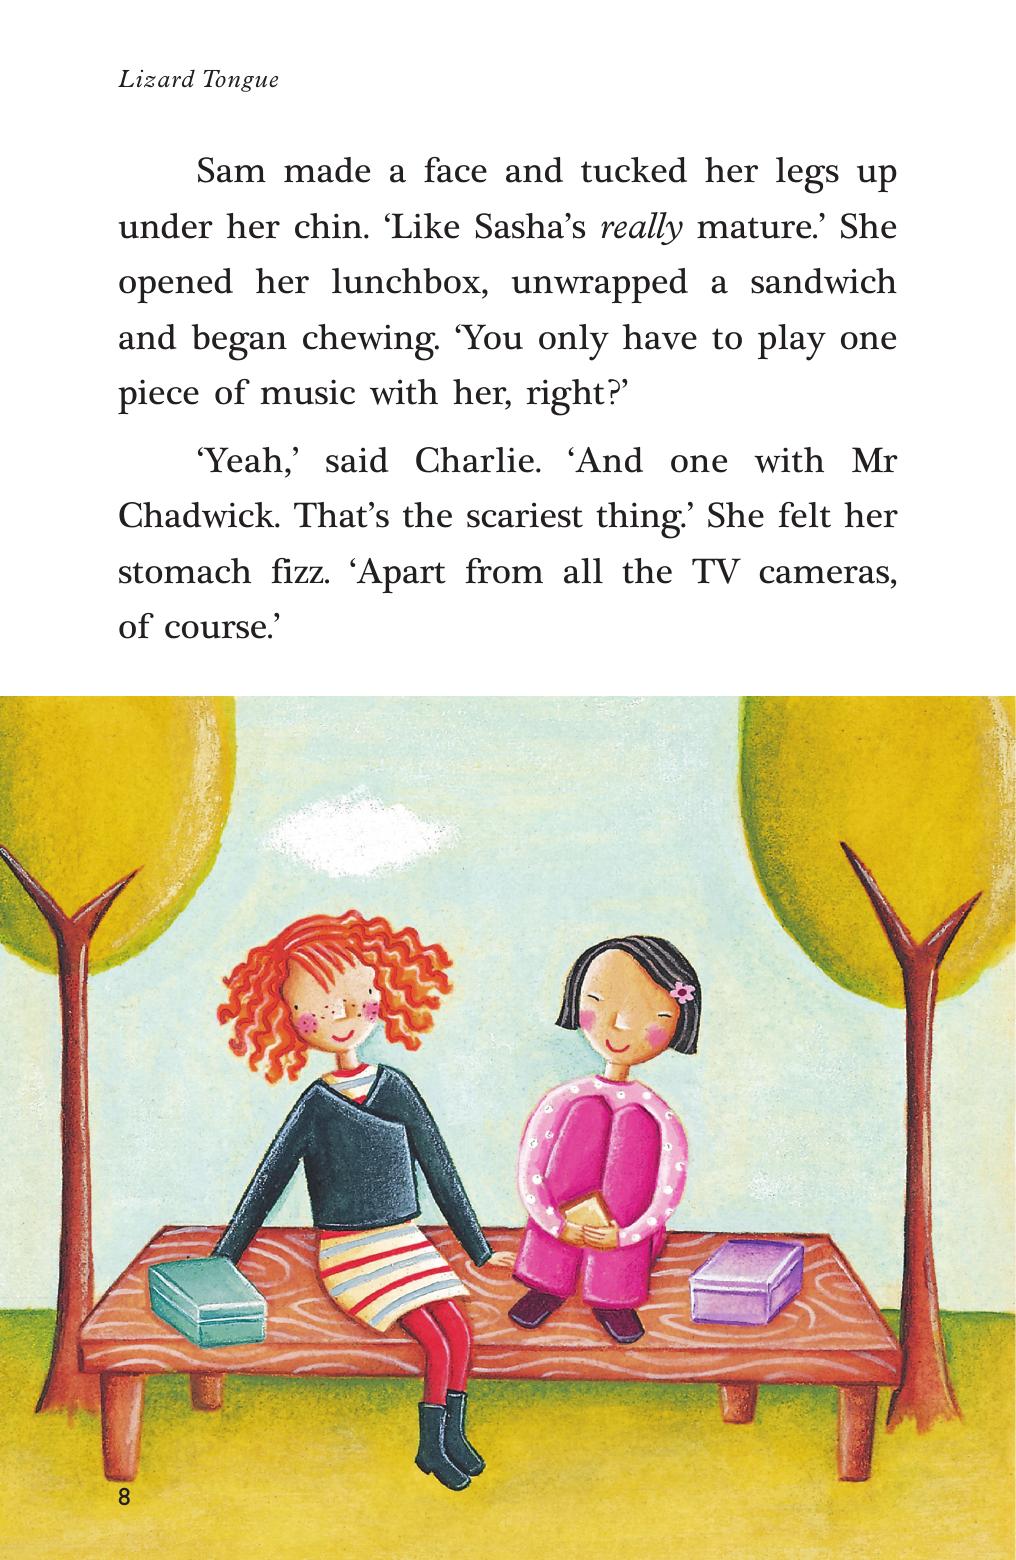 Lizard Tongue
Sam made a face and tucked her legs up
under her chin. ‘Like Sasha’s really mature.’ She
opened her lunchbox, unwrapped a sandwich
and began chewing. ‘You only have to play one
piece of music with her, right?’
‘Yeah,’ said Charlie. ‘And one with Mr
Chadwick. That’s the scariest thing.’ She felt her
stomach fizz. ‘Apart from all the TV cameras,
of course.’
8